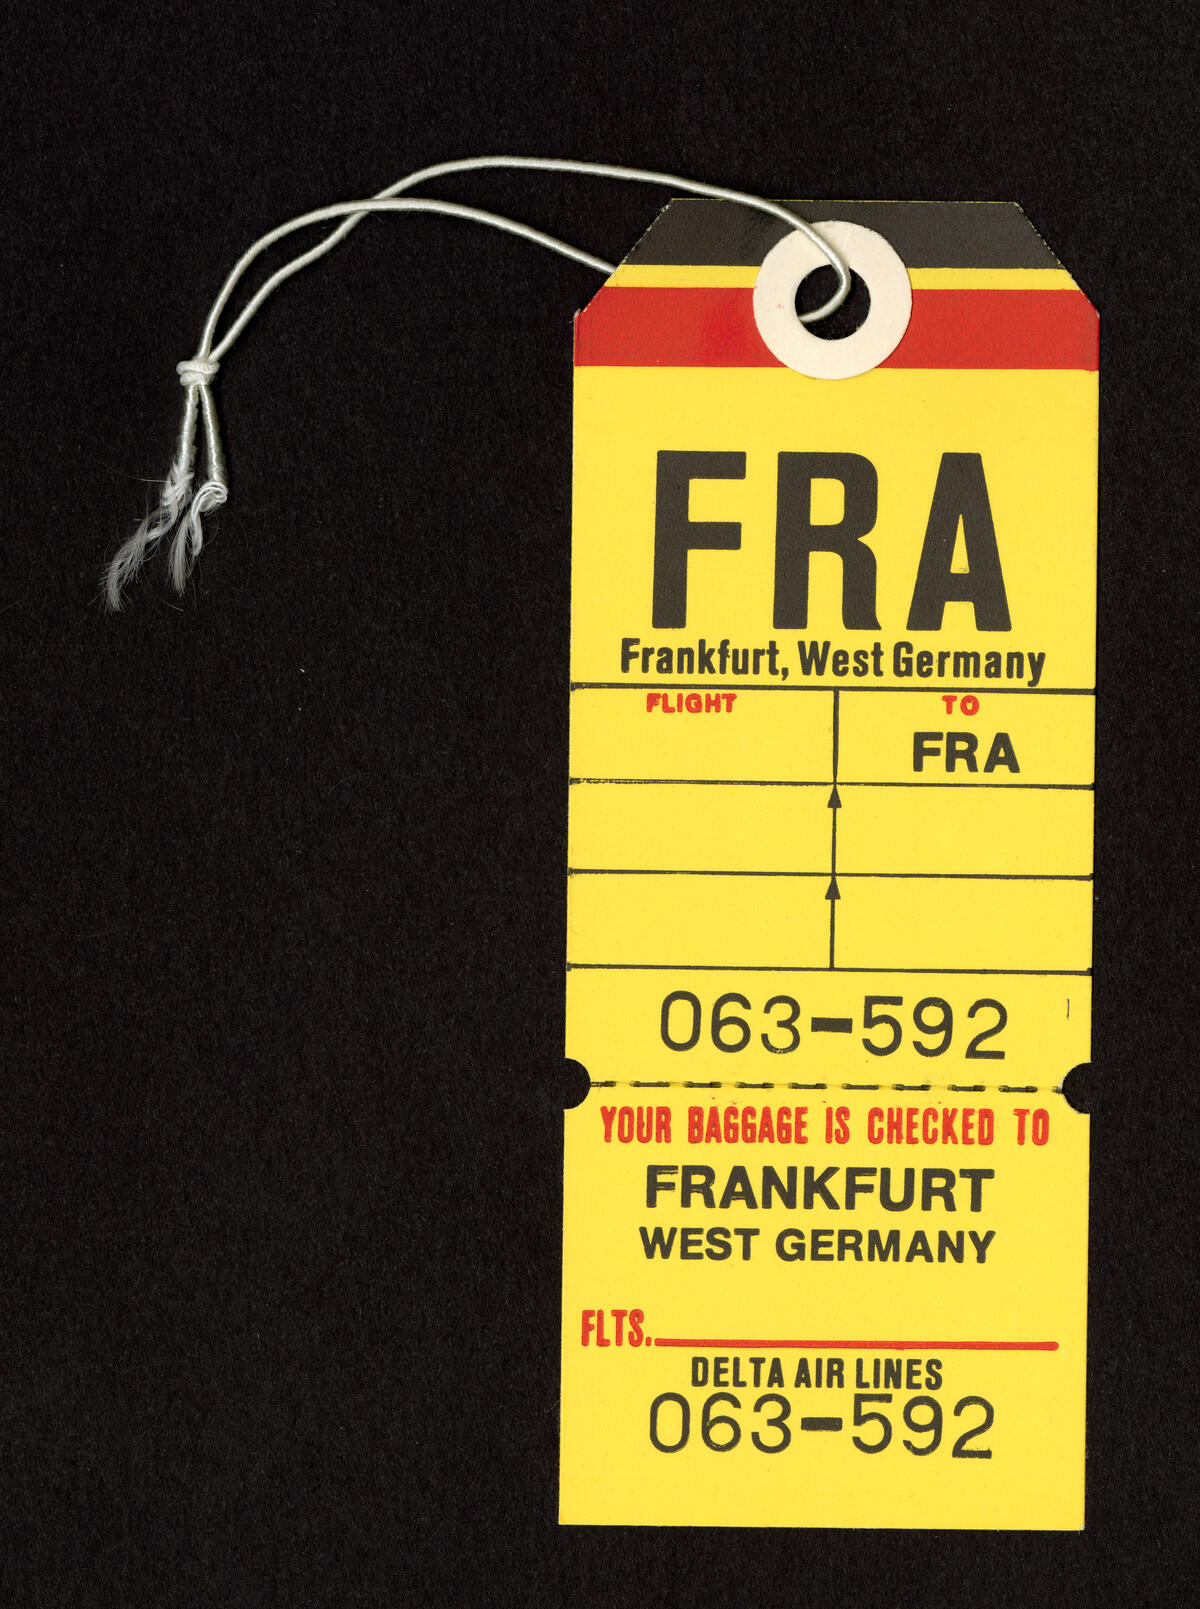 FRA
Frankfurt, West Germany
FLIGHT TO
FRA
063-592
YOUR BAGGAGE IS CHECKED TO
FRANKFURT
WEST GERMANY
FLTS.
DELTA AIR LINES
063-592